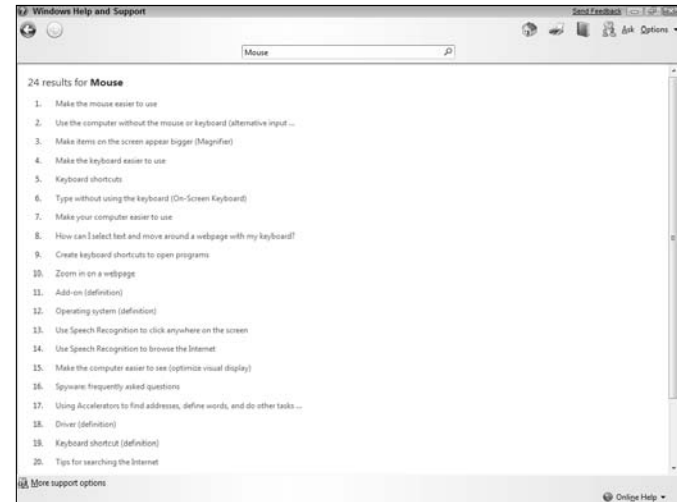 Windows Help and Support
Send Feedback
Ask Options
Mouse
24 results for Mouse
1. Make the mouse easier to use
2. Use the computer without the mouse or keyboard (alternative input ...
3. Make items on the screen appear bigger (Magnifier)
4. Make the keyboard easier to use
5. Keyboard shortcuts
6. Type without using the keyboard (On-Screen Keyboard)
7. Make your computer easier to use
8. How can I select text and move around a webpage with my keyboard?
9. Create keyboard shortcuts to open programs
10. Zoom in on a webpage
11. Add-on (definition)
12. Operating system (definition)
13. Use Speech Recognition to click anywhere on the screen
14. Use Speech Recognition to browse the Internet
15. Make the computer easier to see (optimize visual display)
16. Spyware: frequently asked questions
17. Using Accelerators to find addresses, define words, and do other tasks ...
18. Driver (definition)
19. Keyboard shortcut (definition)
20. Tips for searching the Internet
More support options
Online Help